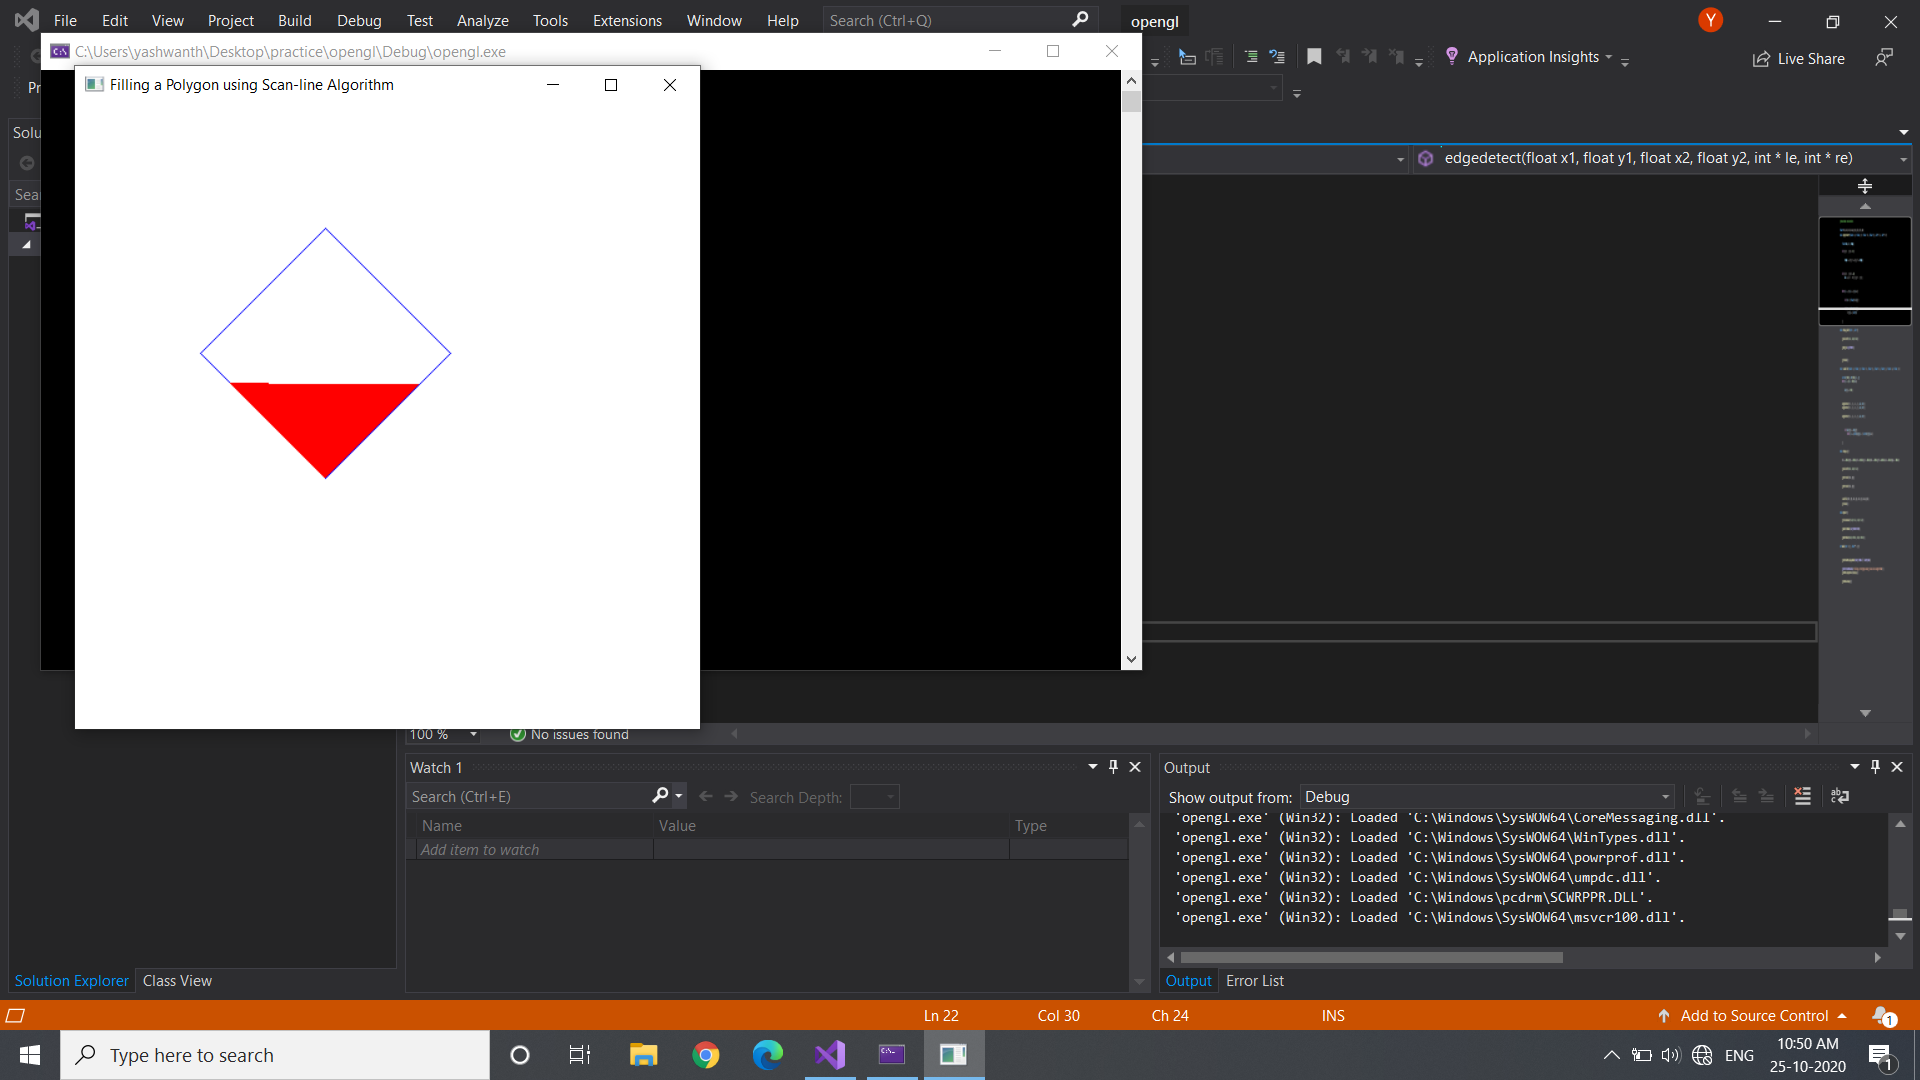 File Edit View Project Build Debug Test Analyze Tools Extensions Window Help Search (Ctrl+Q) opengl Y
C:\Users\yashwanth\Desktop\practice\opengl\Debug\opengl.exe
Application Insights Live Share
Filling a Polygon using Scan-line Algorithm
Pr
Solu
edgedetect(float x1, float y1, float x2, float y2, int * le, int * re)
Sear
100 % No issues found
Watch 1
Search (Ctrl+E) Search Depth:
Name Value Type
Add item to watch
Output
Show output from: Debug
'opengl.exe' (Win32): Loaded 'C:\Windows\SysWOW64\CoreMessaging.dll'.
'opengl.exe' (Win32): Loaded 'C:\Windows\SysWOW64\WinTypes.dll'.
'opengl.exe' (Win32): Loaded 'C:\Windows\SysWOW64\powrprof.dll'.
'opengl.exe' (Win32): Loaded 'C:\Windows\SysWOW64\umpdc.dll'.
'opengl.exe' (Win32): Loaded 'C:\Windows\pcdrm\SCWRPPR.DLL'.
'opengl.exe' (Win32): Loaded 'C:\Windows\SysWOW64\msvcr100.dll'.
Solution Explorer Class View
Output Error List
Ln 22 Col 30 Ch 24 INS Add to Source Control 1
Type here to search
ENG
10:50 AM
25-10-2020
1